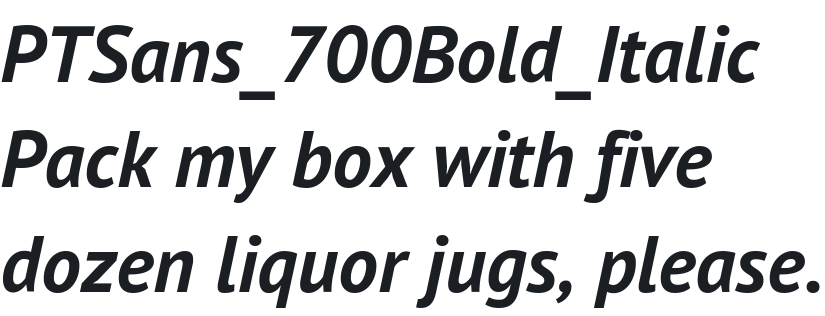 PTSans_700Bold_Italic
Pack my box with five
dozen liquor jugs, please.